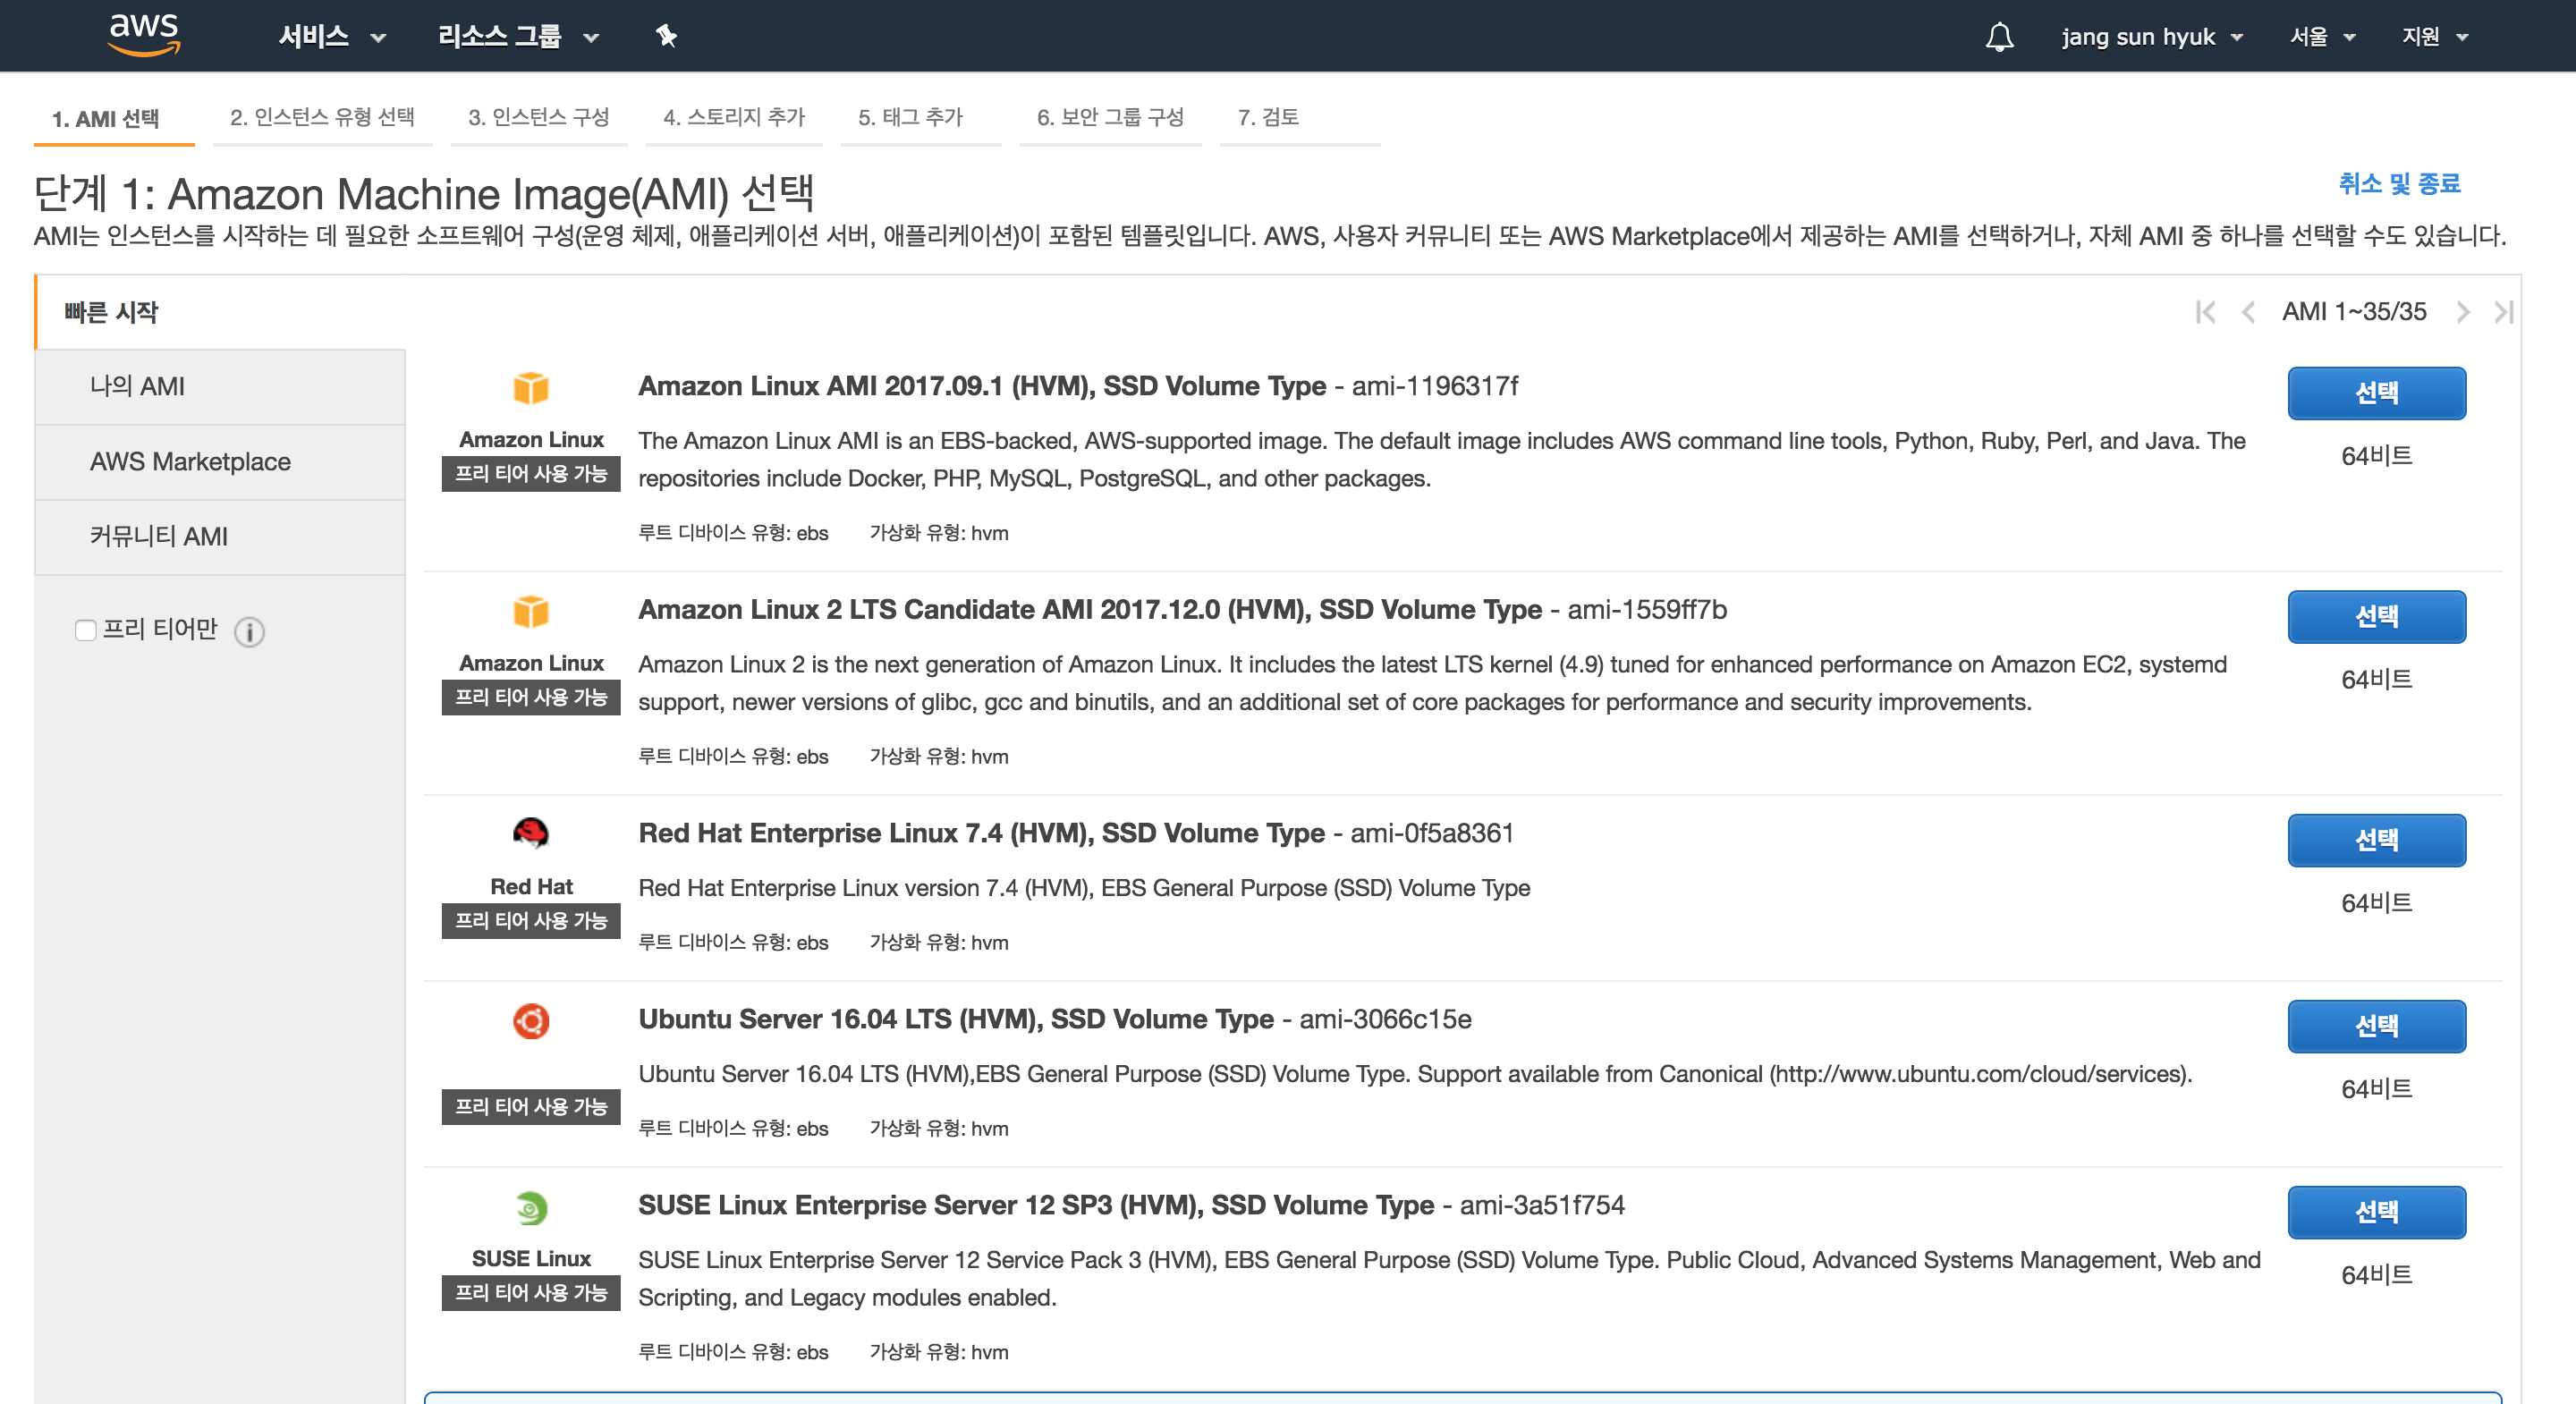 aws 서비스 리소스 그룹 jang sun hyuk 서울 지원
1. AMI 선택 2. 인스턴스 유형 선택 3. 인스턴스 구성 4. 스토리지 추가 5. 태그 추가 6. 보안 그룹 구성 7. 검토
단계 1: Amazon Machine Image(AMI) 선택
취소 및 종료
AMI는 인스턴스를 시작하는 데 필요한 소프트웨어 구성(운영 체제, 애플리케이션 서버, 애플리케이션)이 포함된 템플릿입니다. AWS, 사용자 커뮤니티 또는 AWS Marketplace에서 제공하는 AMI를 선택하거나, 자체 AMI 중 하나를 선택할 수도 있습니다.
빠른 시작
나의 AMI
AWS Marketplace
커뮤니티 AMI
프리 티어만
AMI 1~35/35
Amazon Linux
프리 티어 사용 가능
Amazon Linux AMI 2017.09.1 (HVM), SSD Volume Type - ami-1196317f
The Amazon Linux AMI is an EBS-backed, AWS-supported image. The default image includes AWS command line tools, Python, Ruby, Perl, and Java. The
repositories include Docker, PHP, MySQL, PostgreSQL, and other packages.
루트 디바이스 유형: ebs 가상화 유형: hvm
선택
64비트
Amazon Linux
프리 티어 사용 가능
Amazon Linux 2 LTS Candidate AMI 2017.12.0 (HVM), SSD Volume Type - ami-1559ff7b
Amazon Linux 2 is the next generation of Amazon Linux. It includes the latest LTS kernel (4.9) tuned for enhanced performance on Amazon EC2, systemd
support, newer versions of glibc, gcc and binutils, and an additional set of core packages for performance and security improvements.
루트 디바이스 유형: ebs 가상화 유형: hvm
선택
64비트
Red Hat
프리 티어 사용 가능
Red Hat Enterprise Linux 7.4 (HVM), SSD Volume Type - ami-0f5a8361
Red Hat Enterprise Linux version 7.4 (HVM), EBS General Purpose (SSD) Volume Type
루트 디바이스 유형: ebs 가상화 유형: hvm
선택
64비트
프리 티어 사용 가능
Ubuntu Server 16.04 LTS (HVM), SSD Volume Type - ami-3066c15e
Ubuntu Server 16.04 LTS (HVM),EBS General Purpose (SSD) Volume Type. Support available from Canonical (http://www.ubuntu.com/cloud/services).
루트 디바이스 유형: ebs 가상화 유형: hvm
선택
64비트
SUSE Linux
프리 티어 사용 가능
SUSE Linux Enterprise Server 12 SP3 (HVM), SSD Volume Type - ami-3a51f754
SUSE Linux Enterprise Server 12 Service Pack 3 (HVM), EBS General Purpose (SSD) Volume Type. Public Cloud, Advanced Systems Management, Web and
Scripting, and Legacy modules enabled.
루트 디바이스 유형: ebs 가상화 유형: hvm
선택
64비트